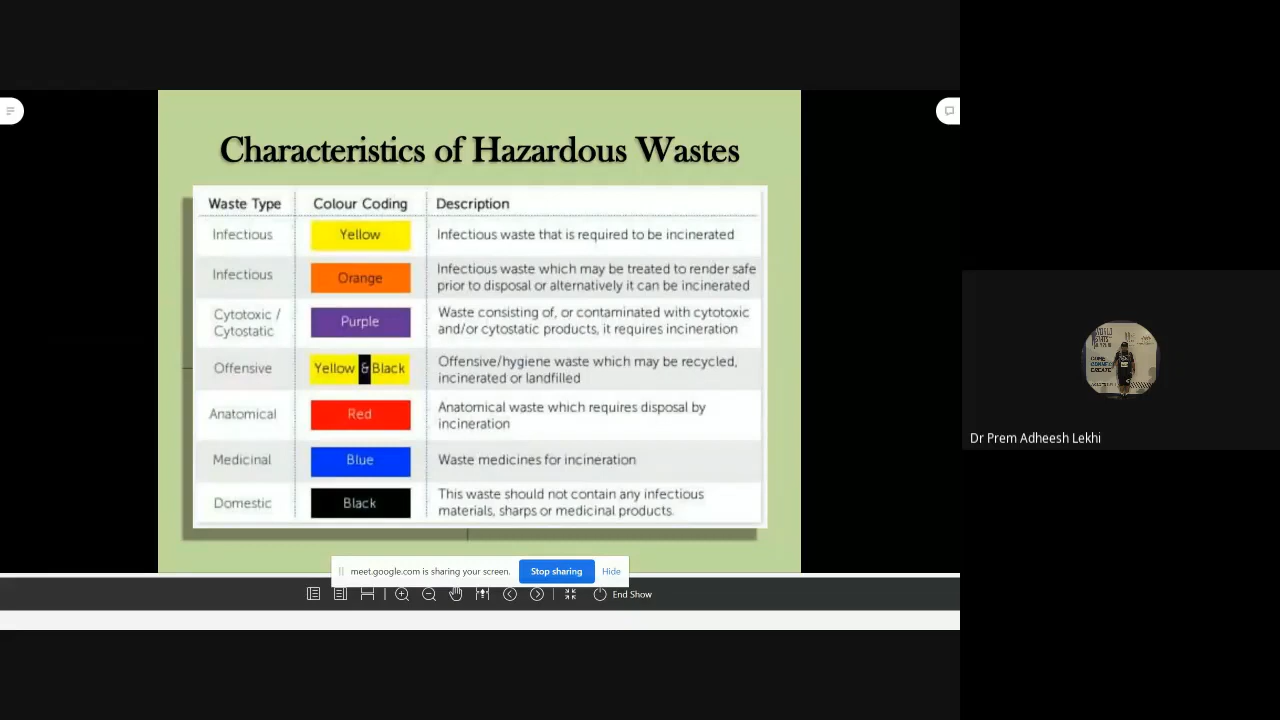 Characteristics of Hazardous Wastes
Waste Type Colour Coding Description
Infectious Yellow Infectious waste that is required to be incinerated
Infectious Orange Infectious waste which may be treated to render safe
prior to disposal or alternatively it can be incinerated
Cytotoxic / Purple Waste consisting of, or contaminated with cytotoxic
Cytostatic and/or cytostatic products, it requires incineration
Offensive Yellow & Black Offensive/hygiene waste which may be recycled,
incinerated or landfilled
Anatomical Red Anatomical waste which requires disposal by
incineration
Medicinal Blue Waste medicines for incineration
Domestic Black This waste should not contain any infectious
materials, sharps or medicinal products.
meet.google.com is sharing your screen. Stop sharing Hide
End Show
Dr Prem Adheesh Lekhi